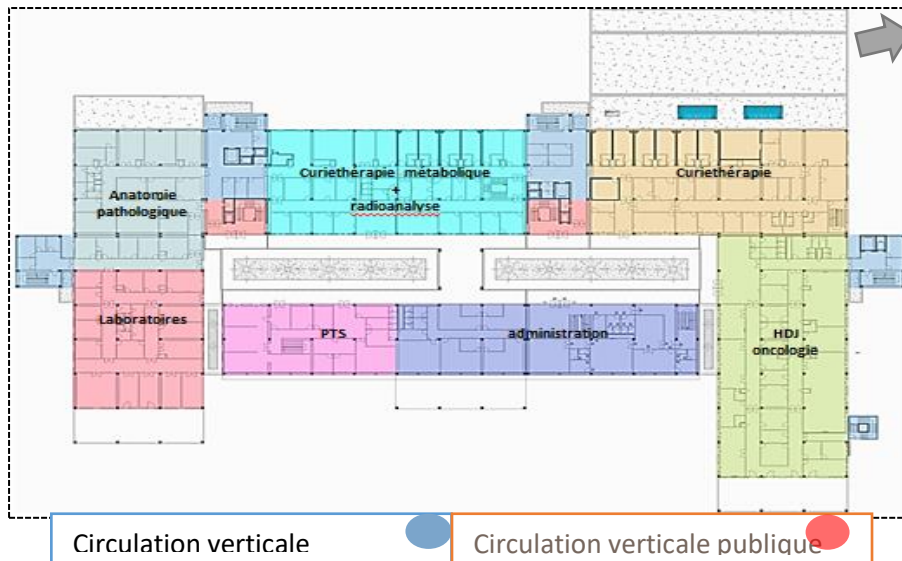 Curiethérapie métabolique
+
radioanalyse
Curiethérapie
Anatomie
pathologique
Laboratoires
PTS
administration
HDJ
oncologie
Circulation verticale
Circulation verticale publique